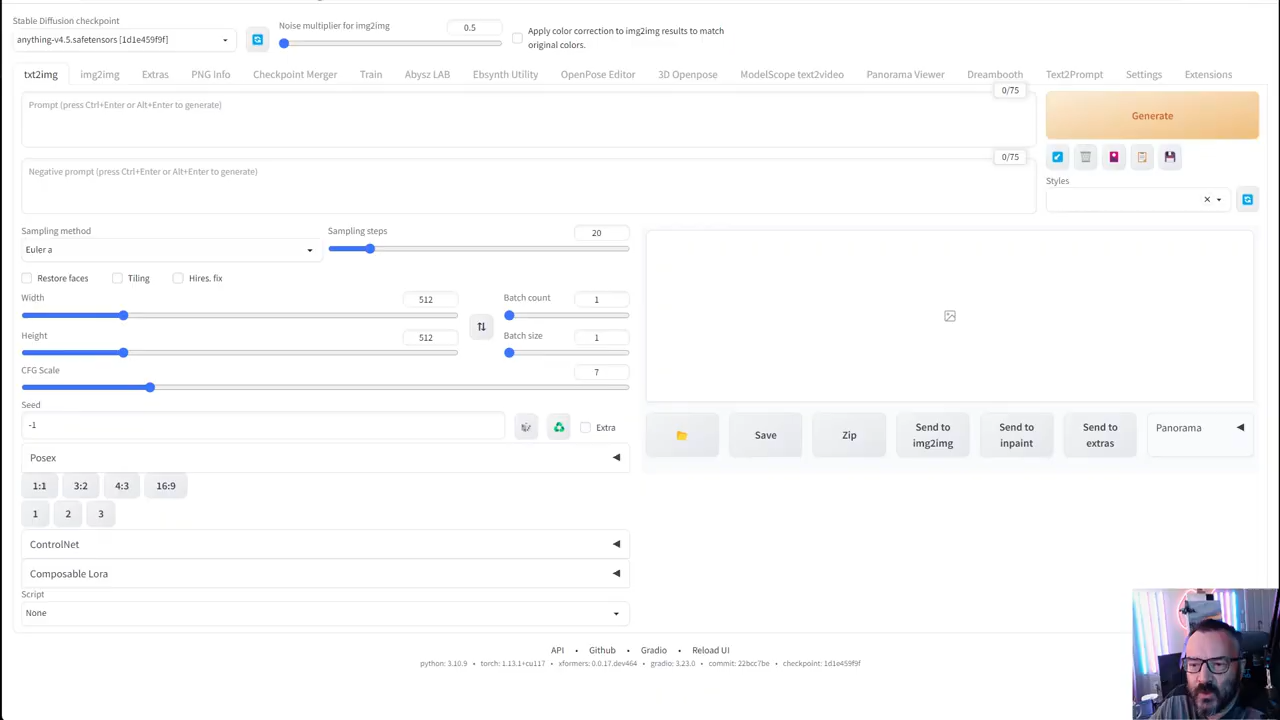 Stable Diffusion checkpoint
anything-v4.5.safetensors [1d1e459f9f]
Noise multiplier for img2img
0.5
Apply color correction to img2img results to match
original colors.
txt2img
img2img
Extras
PNG Info
Checkpoint Merger
Train
Abysz LAB
Ebsynth Utility
OpenPose Editor
3D Openpose
ModelScope text2video
Panorama Viewer
Dreambooth
Text2Prompt
Settings
Extensions
Prompt (press Ctrl+Enter or Alt+Enter to generate)
0/75
Generate
Negative prompt (press Ctrl+Enter or Alt+Enter to generate)
0/75
Styles
Sampling method
Euler a
Sampling steps
20
Restore faces
Tiling
Hires. fix
Width
512
Batch count
1
Height
512
Batch size
1
CFG Scale
7
Seed
-1
Extra
Save
Zip
Send to
img2img
Send to
inpaint
Send to
extras
Panorama
Posex
1:1
3:2
4:3
16:9
1
2
3
ControlNet
Composable Lora
Script
None
API • Github • Gradio • Reload UI
python: 3.10.9 • torch: 1.13.1+cu117 • xformers: 0.0.17.dev464 • gradio: 3.23.0 • commit: 22bcc7be • checkpoint: 1d1e459f9f